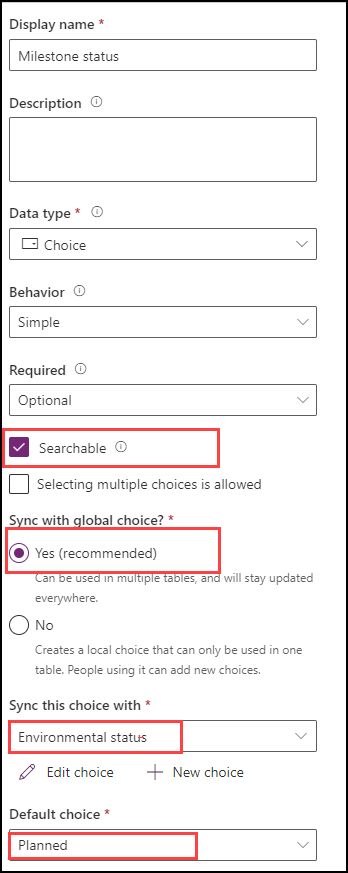 Display name *
Milestone status
Description
Data type *
Choice
Behavior
Simple
Required
Optional
Searchable
Selecting multiple choices is allowed
Sync with global choice? *
Yes (recommended)
Can be used in multiple tables, and will stay updated
everywhere.
No
Creates a local choice that can only be used in one
table. People using it can add new choices.
Sync this choice with *
Environmental status
Edit choice New choice
Default choice *
Planned